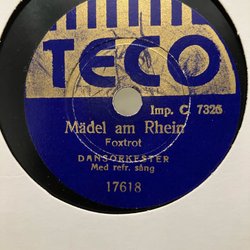 TECO
Imp. C. 7326
Mädel am Rhein
Foxtrot
DANSORKESTER
Med refr. sång
17618